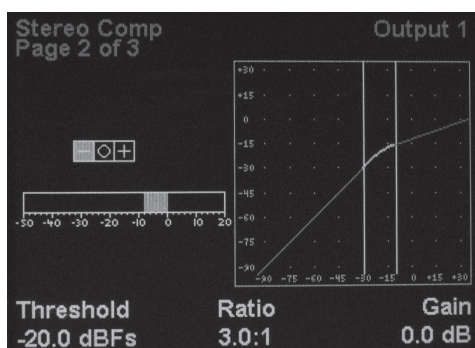 Stereo Comp
Output 1
Page 2 of 3
+30
+15
0
-15
-30
-45
-60
-75
-90
-90 -75 -60 -45 -30 -15 0 +15 +30
- O +
-50 -40 -30 -20 -10 0 10 20
Threshold Ratio Gain
-20.0 dBFs 3.0:1 0.0 dB